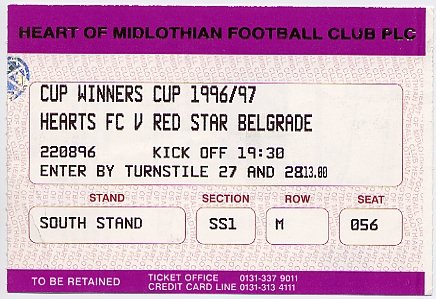 HEART OF MIDLOTHIAN FOOTBALL CLUB PLC
CUP WINNERS CUP 1996/97
HEARTS FC V RED STAR BELGRADE
220896 KICK OFF 19:30
ENTER BY TURNSTILE 27 AND 28 13.00
STAND SECTION ROW SEAT
SOUTH STAND SS1 M 056
TO BE RETAINED
TICKET OFFICE 0131-337 9011
CREDIT CARD LINE 0131-313 4111